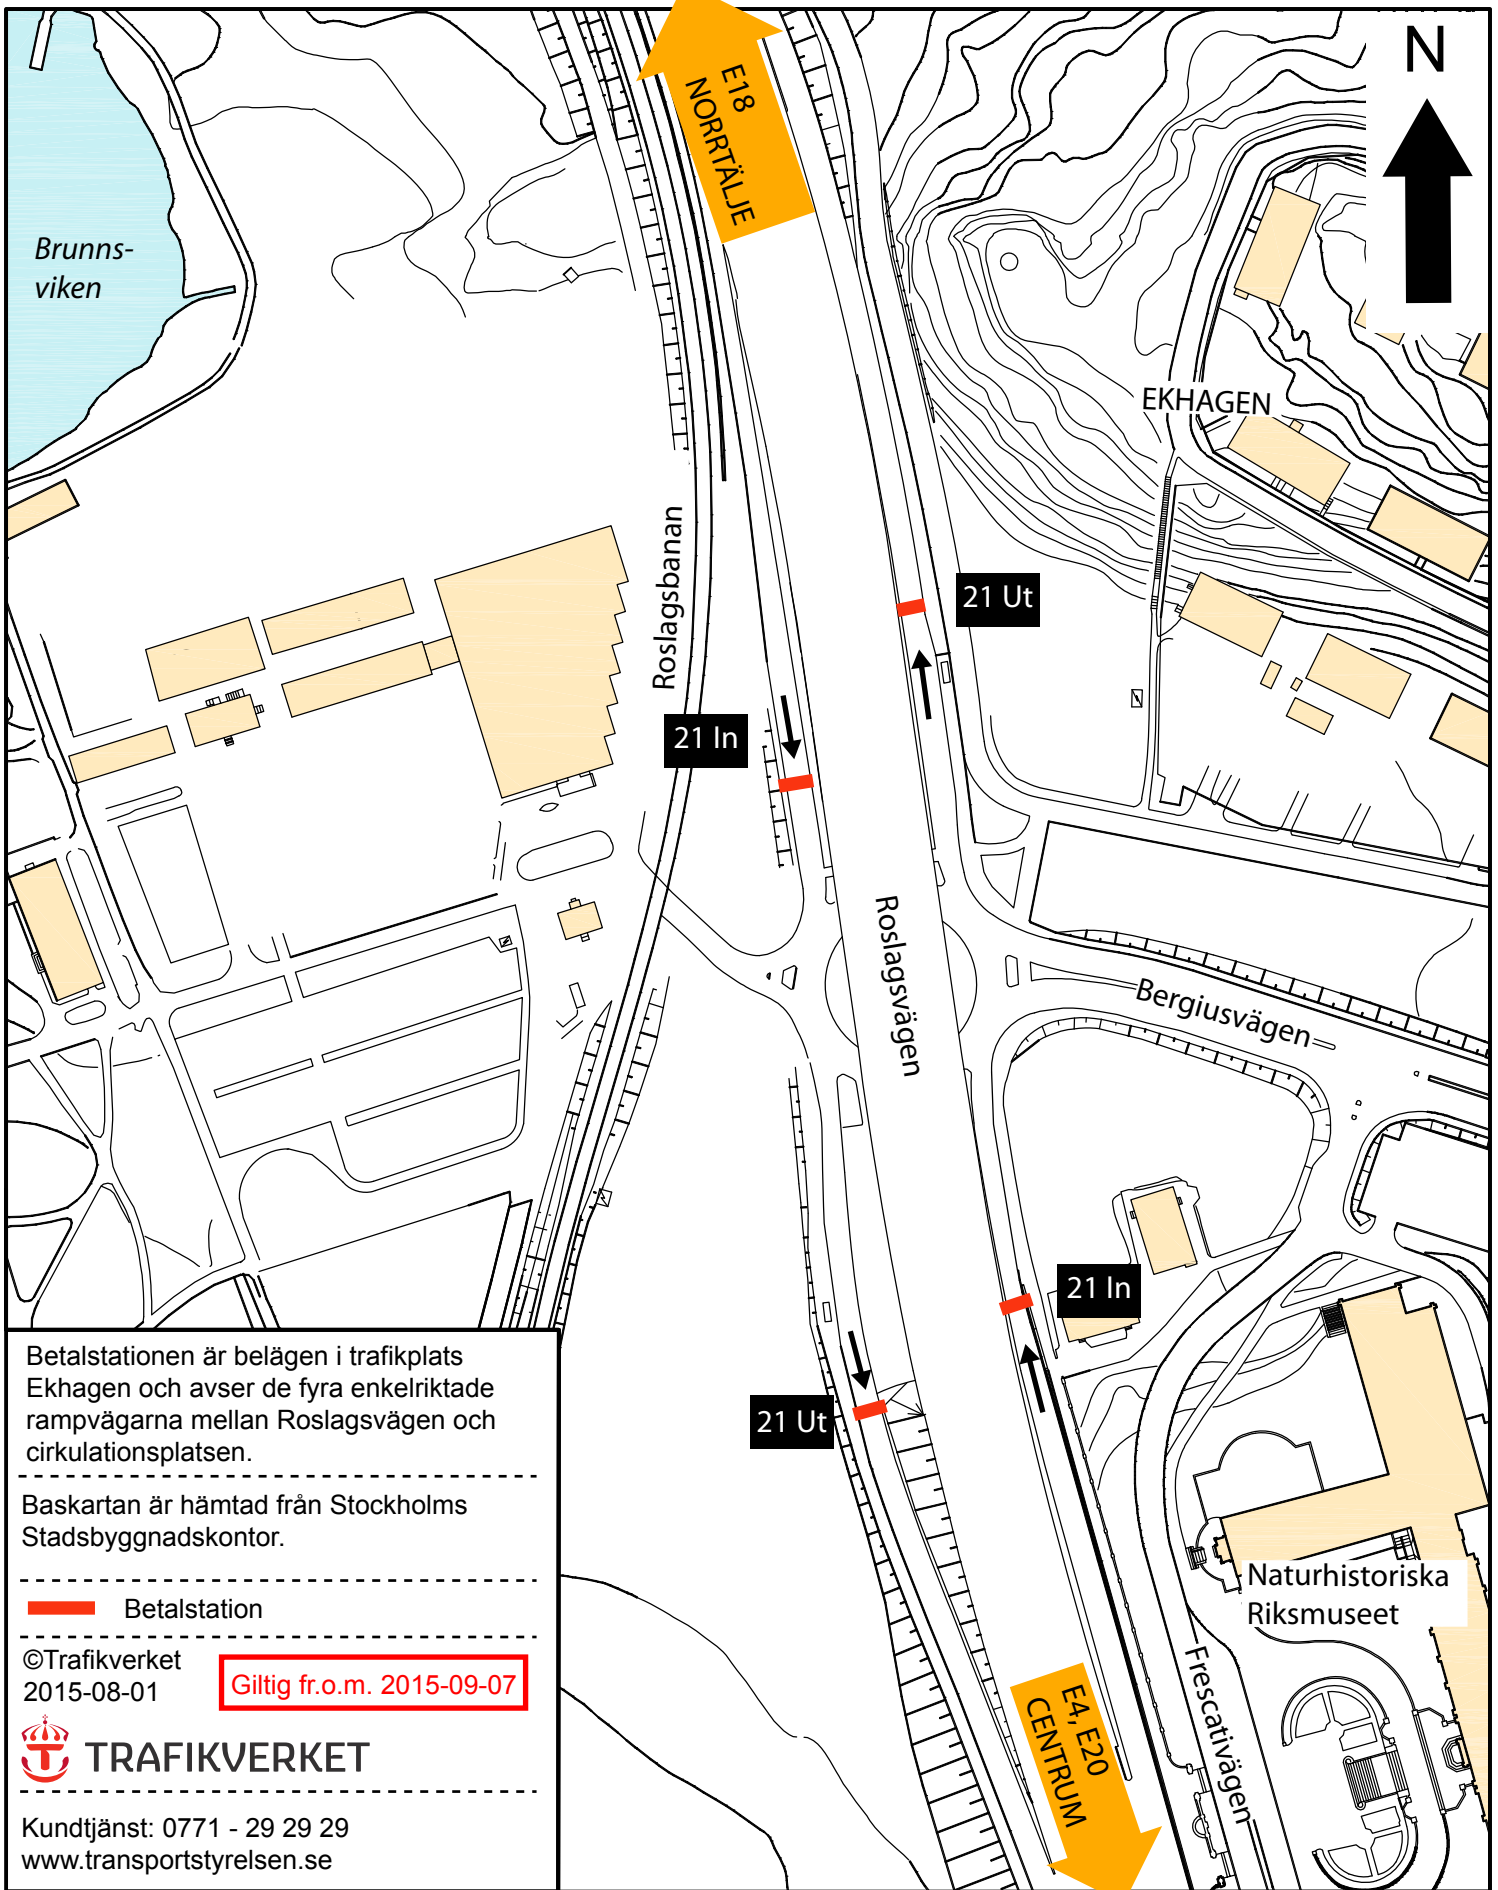 N
E18
NORRTÄLJE
Brunns-
viken
EKHAGEN
Roslagsbanan
21 Ut
21 In
Roslagsvägen
Bergiusvägen
21 In
21 Ut
Naturhistoriska
Riksmuseet
Frescativägen
E4, E20
CENTRUM
Betalstationen är belägen i trafikplats
Ekhagen och avser de fyra enkelriktade
rampvägarna mellan Roslagsvägen och
cirkulationsplatsen.
Baskartan är hämtad från Stockholms
Stadsbyggnadskontor.
Betalstation
©Trafikverket
2015-08-01
Giltig fr.o.m. 2015-09-07
TRAFIKVERKET
Kundtjänst: 0771 - 29 29 29
www.transportstyrelsen.se